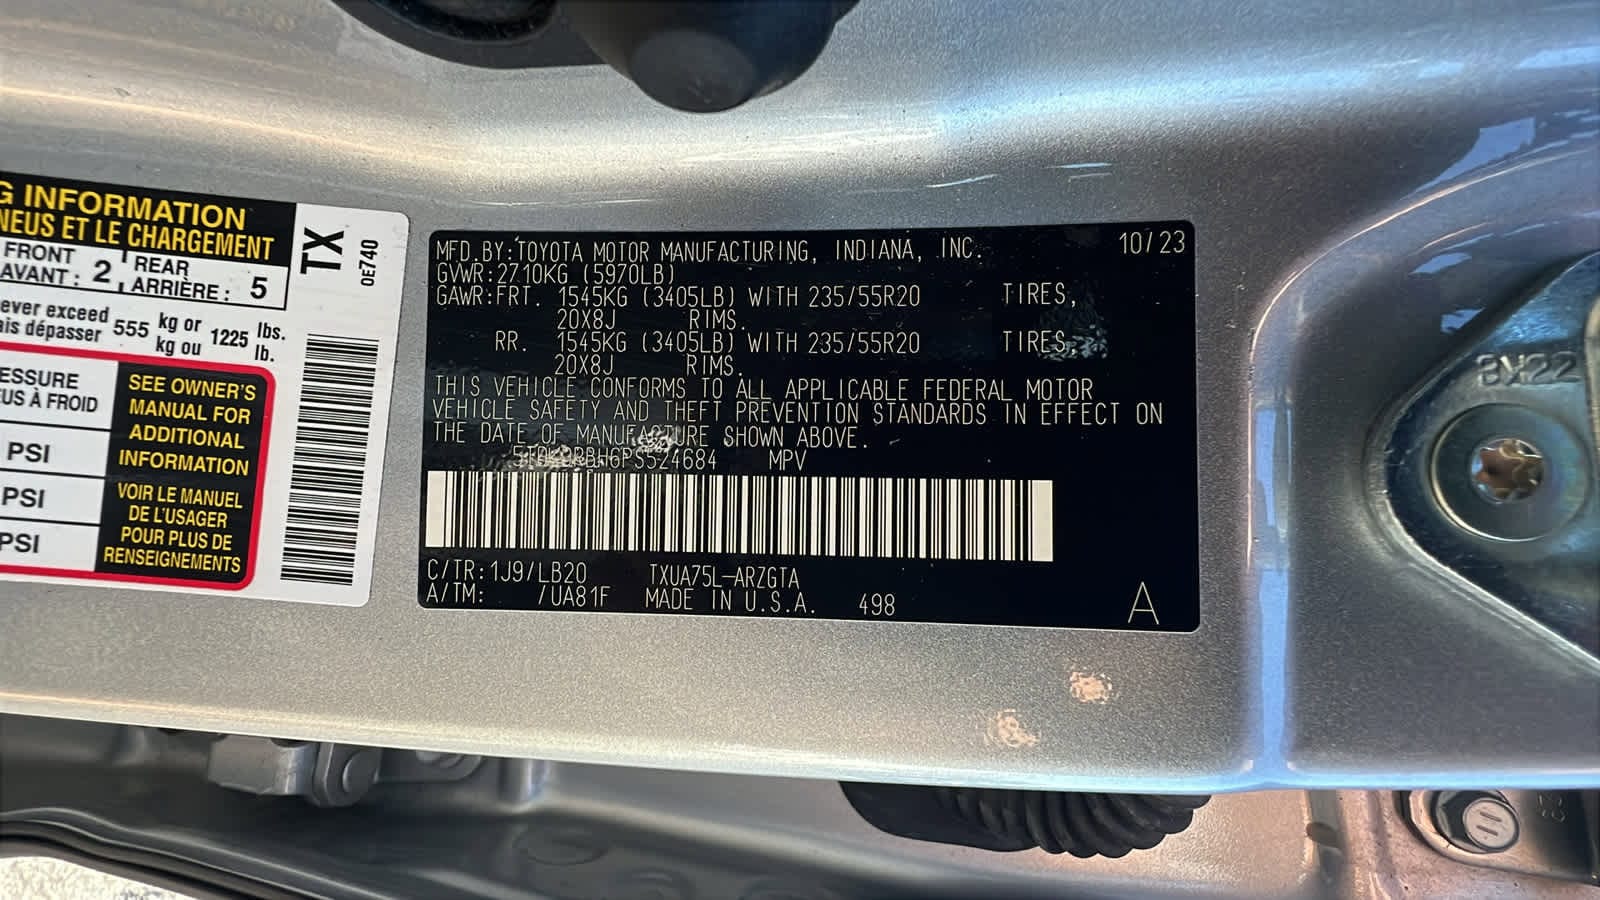 G INFORMATION
NEUS ET LE CHARGEMENT
FRONT
AVANT : 2
REAR
ARRIÈRE : 5
ever exceed
ais dépasser 555 kg or 1225 lbs.
kg ou lb.
ESSURE
US À FROID
PSI
PSI
PSI
SEE OWNER'S
MANUAL FOR
ADDITIONAL
INFORMATION
VOIR LE MANUEL
DE L'USAGER
POUR PLUS DE
RENSEIGNEMENTS
TX
0E740
MFD. BY: TOYOTA MOTOR MANUFACTURING, INDIANA, INC. 10/23
GVWR: 2710KG (5970LB)
GAWR: FRT. 1545KG (3405LB) WITH 235/55R20 TIRES,
20X8J RIMS.
RR. 1545KG (3405LB) WITH 235/55R20 TIRES,
20X8J RIMS.
THIS VEHICLE CONFORMS TO ALL APPLICABLE FEDERAL MOTOR
VEHICLE SAFETY AND THEFT PREVENTION STANDARDS IN EFFECT ON
THE DATE OF MANUFACTURE SHOWN ABOVE.
MPV
C/TR: 1J9/LB20 TXUA75L-ARZGTA
A/TM: /UA81F MADE IN U.S.A. 498
A